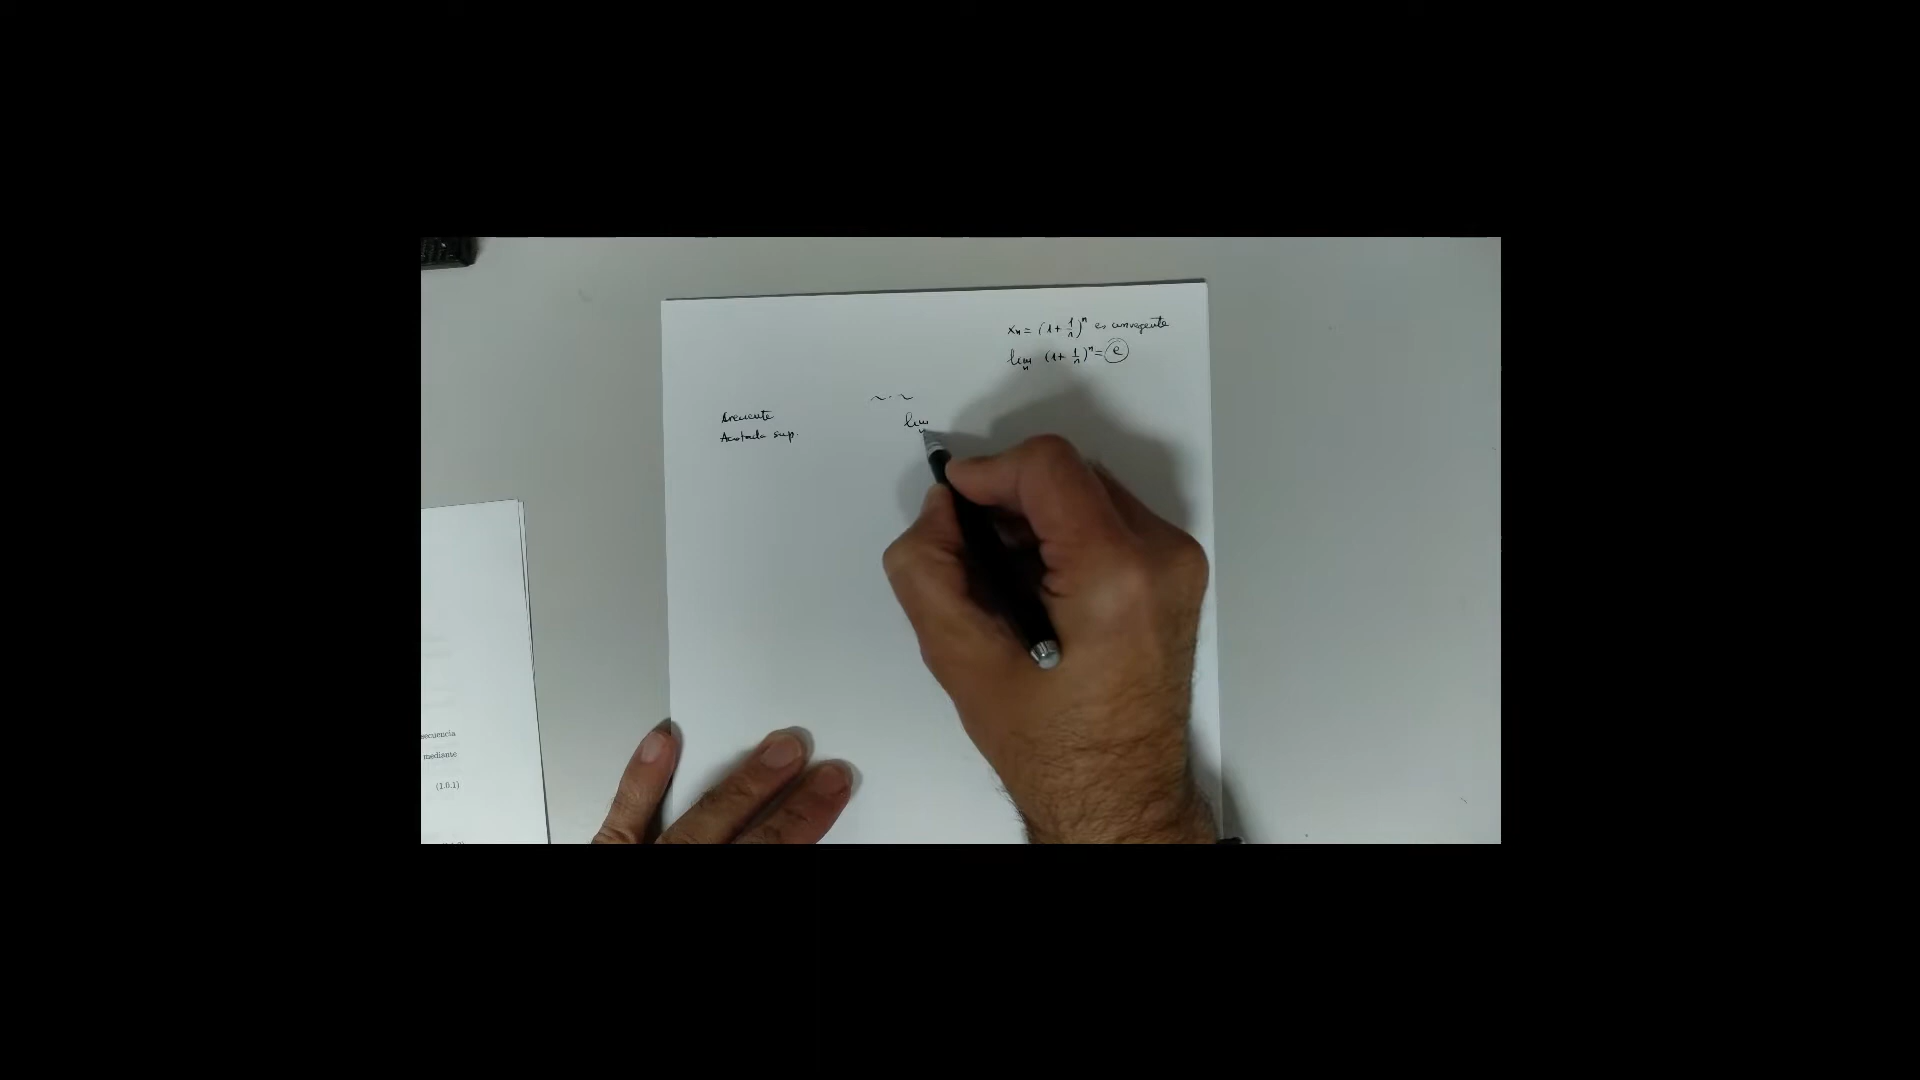 xₙ = (1 + 1/n)ⁿ es convergente
lim (1 + 1/n)ⁿ = e
n
Creciente
Acotada sup.
lim
n
secuencia
mediante
(1.0.1)